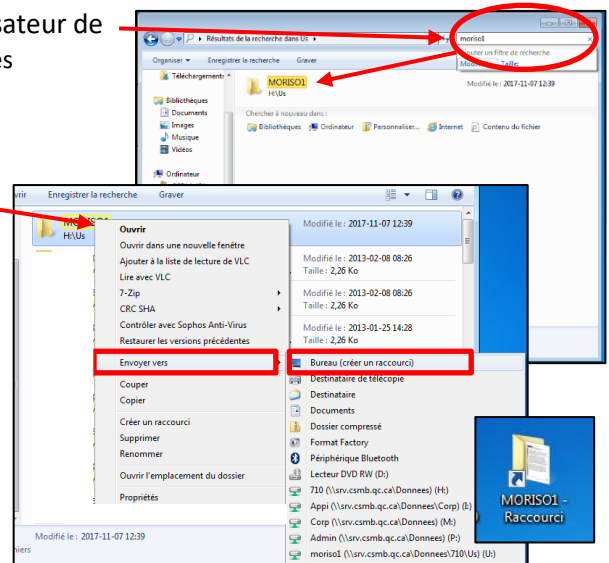 sateur de
es
Résultats de la recherche dans Us
moriso1
Ajouter un filtre de recherche
Taille:
Organiser
Enregistrer la recherche
Graver
Téléchargements
Bibliothèques
Documents
Images
Musique
Vidéos
Ordinateur
MORISO1
H:\Us
Modifié le : 2017-11-07 12:39
Chercher à nouveau dans :
Bibliothèques
Ordinateur
Personnaliser...
Internet
Contenu du fichier
vrir
Enregistrer la recherche
Graver
H:\Us
Modifié le : 2017-11-07 12:39
Modifié le : 2013-02-08 08:26
Taille : 2,26 Ko
Modifié le : 2013-02-08 08:26
Taille : 2,26 Ko
Modifié le : 2013-01-25 14:28
Taille : 2,26 Ko
Ouvrir
Ouvrir dans une nouvelle fenêtre
Ajouter à la liste de lecture de VLC
Lire avec VLC
7-Zip
CRC SHA
Contrôler avec Sophos Anti-Virus
Restaurer les versions précédentes
Envoyer vers
Couper
Copier
Créer un raccourci
Supprimer
Renommer
Ouvrir l'emplacement du dossier
Propriétés
Bureau (créer un raccourci)
Destinataire de télécopie
Destinataire
Documents
Dossier compressé
Format Factory
Périphérique Bluetooth
Lecteur DVD RW (D:)
710 (\\srv.csmb.qc.ca\Donnees) (H:)
Appi (\\srv.csmb.qc.ca\Donnees\Corp) (I:)
Corp (\\srv.csmb.qc.ca\Donnees) (M:)
Admin (\\srv.csmb.qc.ca\Donnees) (P:)
moriso1 (\\srv.csmb.qc.ca\Donnees\710\Us) (U:)
Modifié le : 2017-11-07 12:39
niers
MORISO1 -
Raccourci